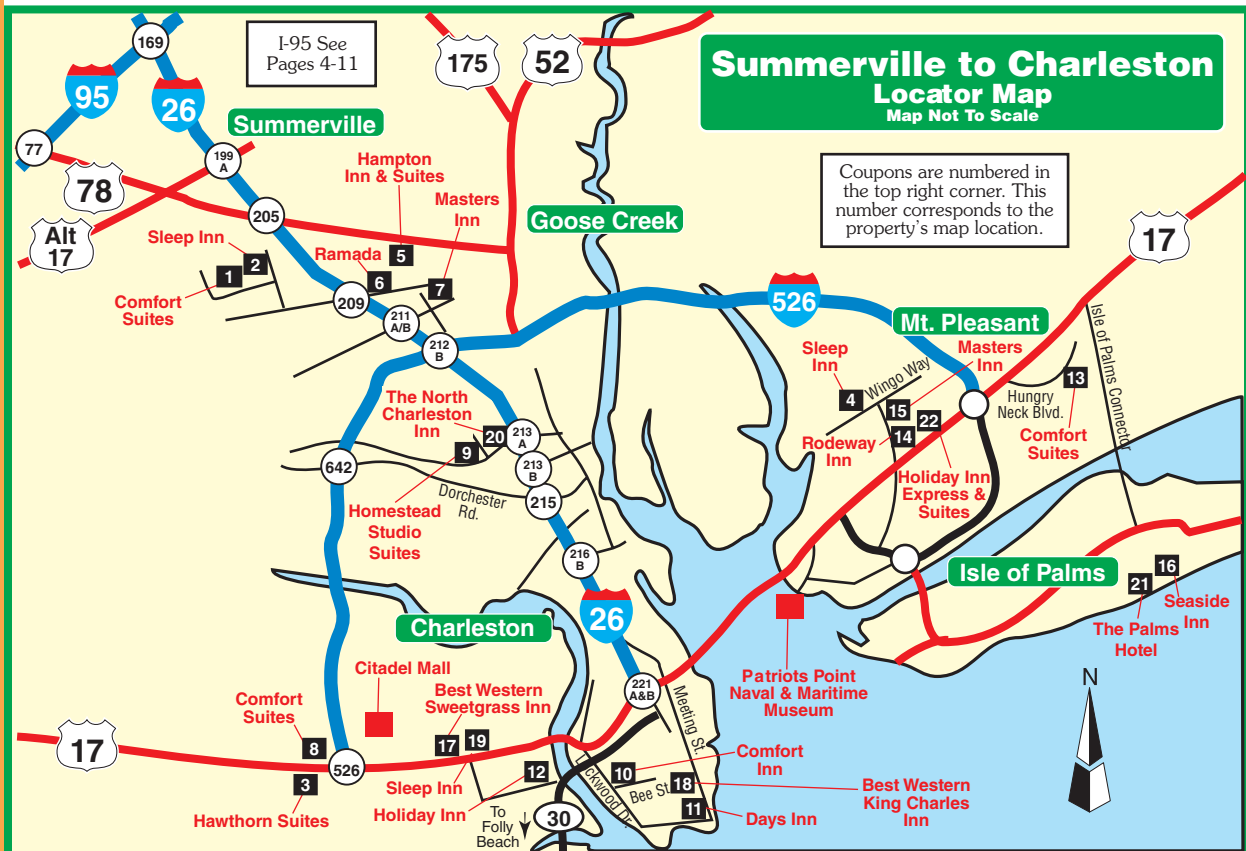 Summerville to Charleston
Locator Map
Map Not To Scale
I-95 See
Pages 4-11
Coupons are numbered in
the top right corner. This
number corresponds to the
property's map location.
169
95
26
175
52
77
78
Alt
17
Summerville
199
A
205
Hampton
Inn & Suites
5
Masters
Inn
7
Sleep Inn
2
1
Comfort
Suites
Ramada
6
209
211
A/B
212
B
Goose Creek
526
17
Mt. Pleasant
Sleep
Inn
4
Wingo Way
Masters
Inn
15
Rodeway
Inn
14
22
Holiday Inn
Express &
Suites
Hungry
Neck Blvd.
13
Comfort
Suites
Isle of Palms Connector
The North
Charleston
Inn
20
9
213
A
213
B
215
642
Dorchester
Rd.
Homestead
Studio
Suites
216
B
26
Isle of Palms
16
21
Seaside
Inn
The Palms
Hotel
Charleston
Citadel Mall
Patriots Point
Naval & Maritime
Museum
221
A&B
Meeting St.
Comfort
Suites
8
Best Western
Sweetgrass Inn
17
19
17
526
3
Hawthorn Suites
Sleep Inn
Holiday Inn
12
Lockwood Dr.
10
Bee St.
18
11
Comfort
Inn
Best Western
King Charles
Inn
Days Inn
To
Folly
Beach
30
N